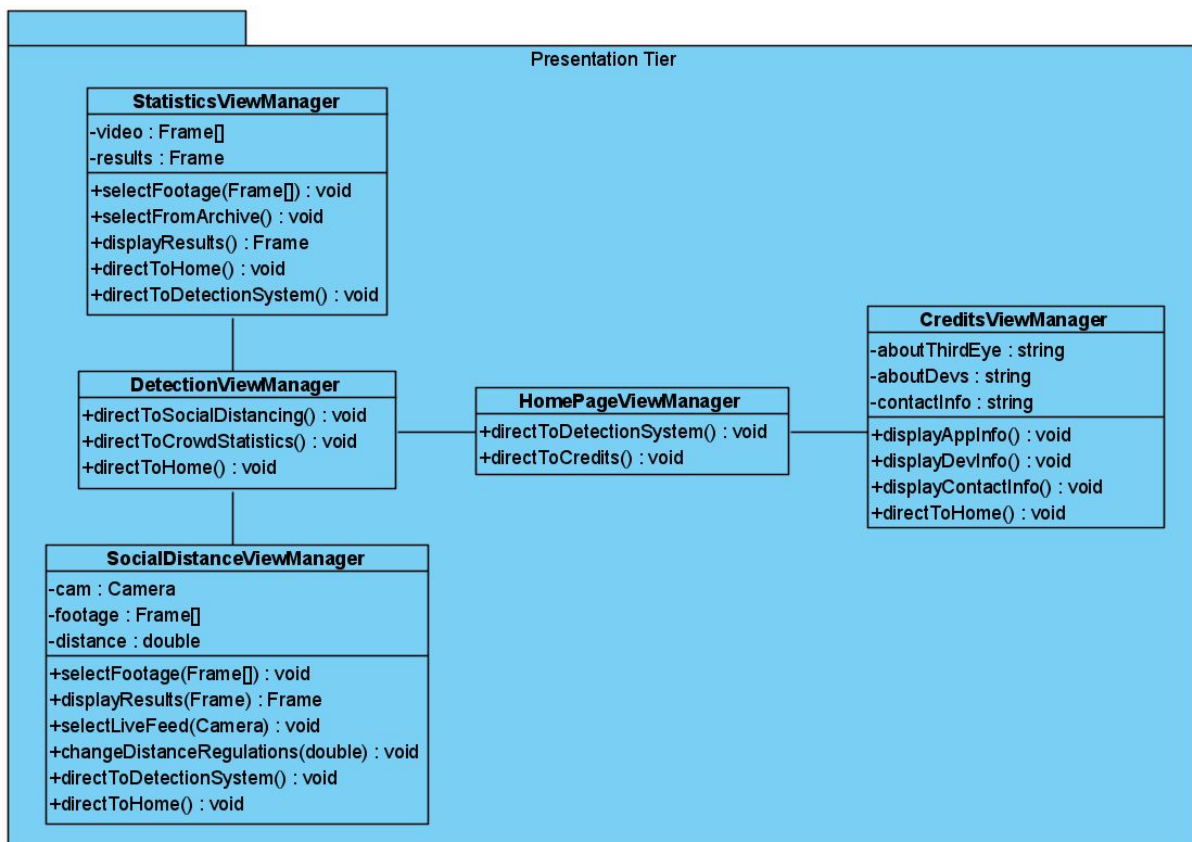 Presentation Tier
StatisticsViewManager
-video : Frame[]
-results : Frame
+selectFootage(Frame[]) : void
+selectFromArchive() : void
+displayResults() : Frame
+directToHome() : void
+directToDetectionSystem() : void
DetectionViewManager
+directToSocialDistancing() : void
+directToCrowdStatistics() : void
+directToHome() : void
HomePageViewManager
+directToDetectionSystem() : void
+directToCredits() : void
CreditsViewManager
-aboutThirdEye : string
-aboutDevs : string
-contactInfo : string
+displayAppInfo() : void
+displayDevInfo() : void
+displayContactInfo() : void
+directToHome() : void
SocialDistanceViewManager
-cam : Camera
-footage : Frame[]
-distance : double
+selectFootage(Frame[]) : void
+displayResults(Frame) : Frame
+selectLiveFeed(Camera) : void
+changeDistanceRegulations(double) : void
+directToDetectionSystem() : void
+directToHome() : void